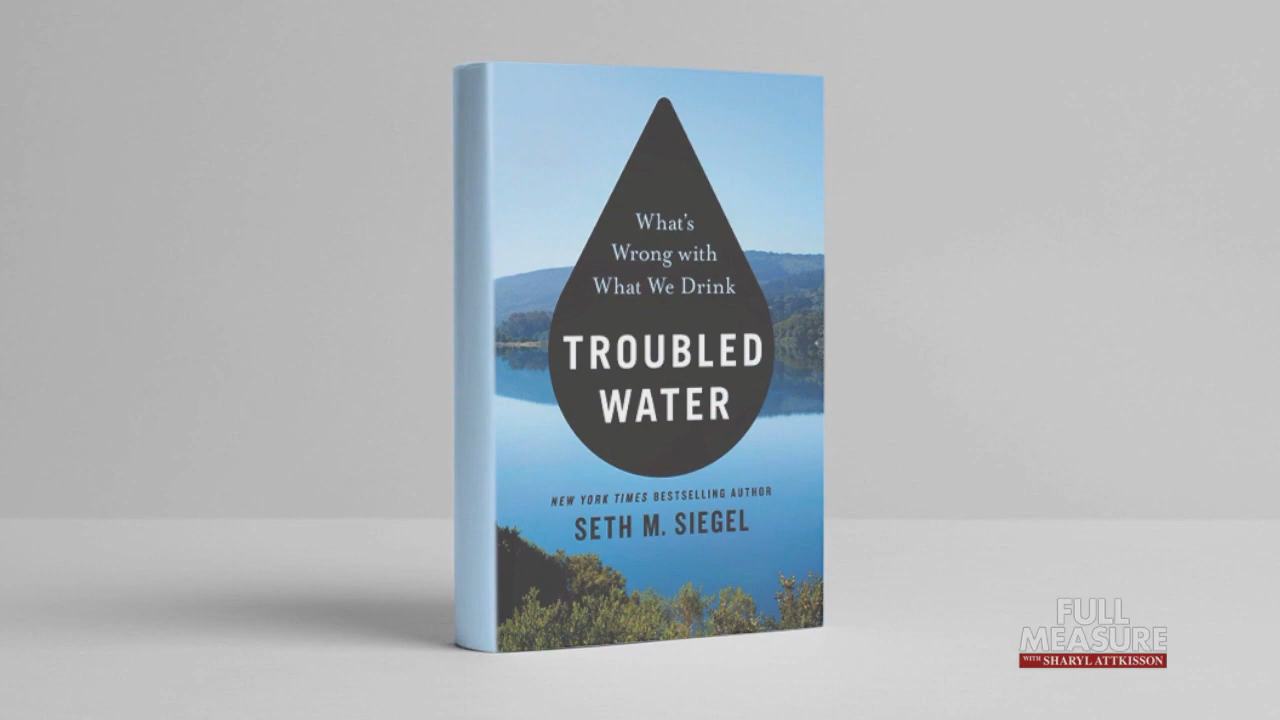 What's
Wrong with
What We Drink
TROUBLED
WATER
NEW YORK TIMES BESTSELLING AUTHOR
SETH M. SIEGEL
FULL
MEASURE
WITH SHARYL ATTKISSON